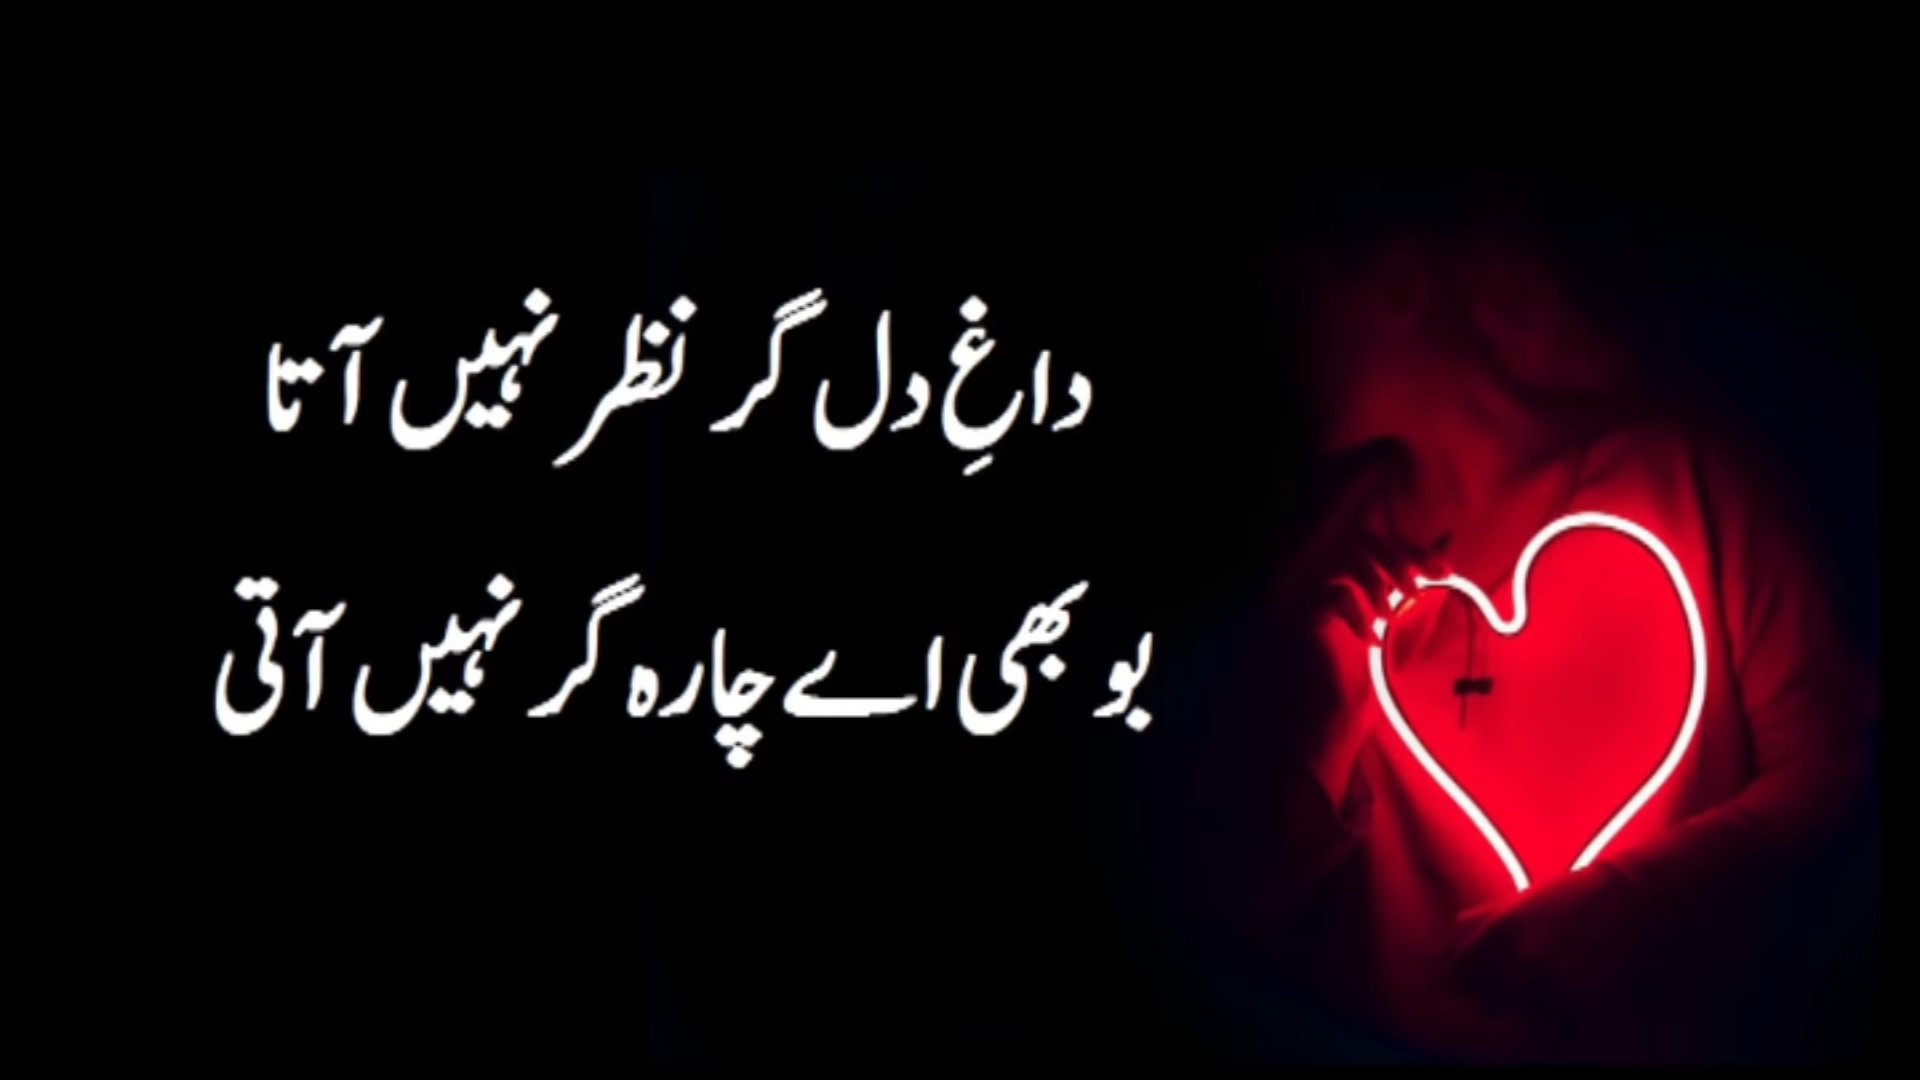 داغِ دل گر نظر نہیں آتا
بو بھی اے چارہ گر نہیں آتی